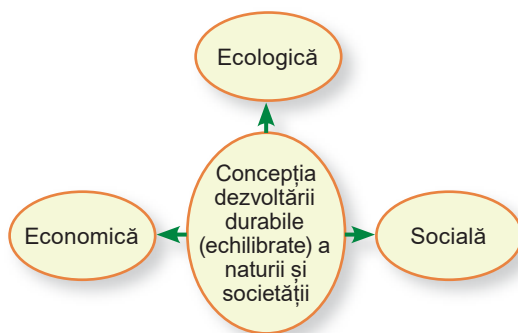 Ecologică
Concepția
dezvoltării
durabile
(echilibrate) a
naturii și
societății
Economică
Socială